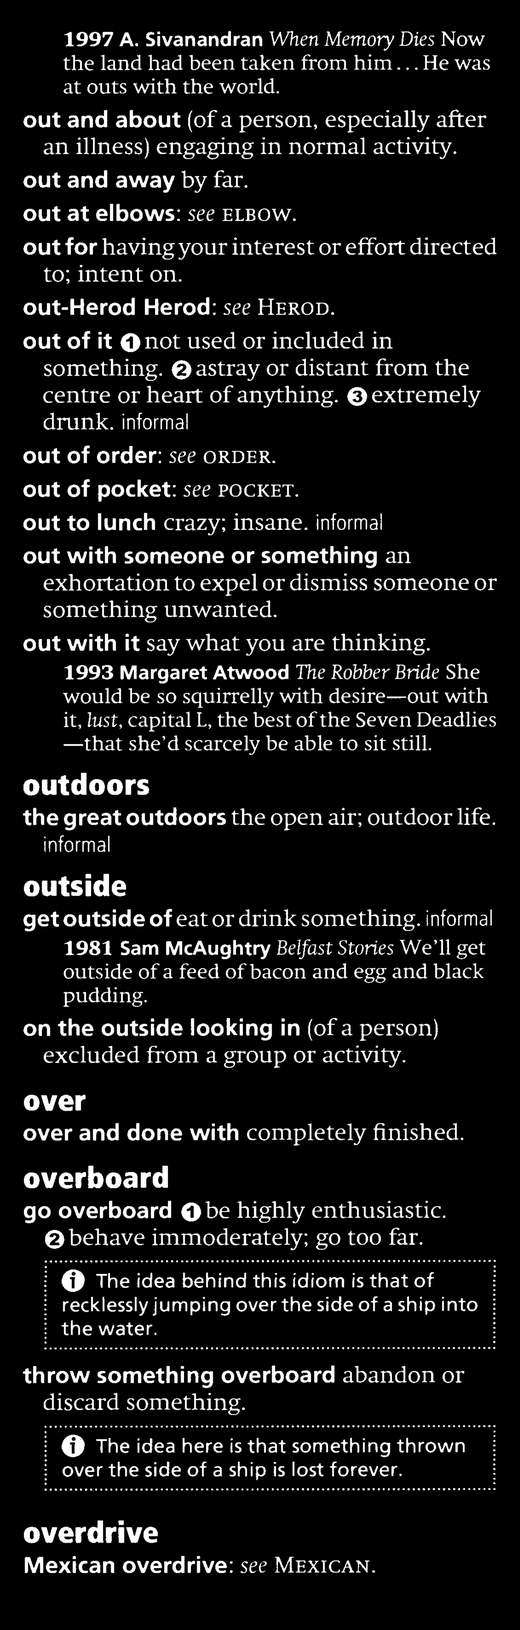 1997 A. Sivanandran When Memory Dies Now
the land had been taken from him ... He was
at outs with the world.
out and about (of a person, especially after
an illness) engaging in normal activity.
out and away by far.
out at elbows: see ELBOW.
out for having your interest or effort directed
to; intent on.
out-Herod Herod: see HEROD.
out of it ❶ not used or included in
something. ❷ astray or distant from the
centre or heart of anything. ❸ extremely
drunk. informal
out of order: see ORDER.
out of pocket: see POCKET.
out to lunch crazy; insane. informal
out with someone or something an
exhortation to expel or dismiss someone or
something unwanted.
out with it say what you are thinking.
1993 Margaret Atwood The Robber Bride She
would be so squirrelly with desire—out with
it, lust, capital L, the best of the Seven Deadlies
—that she'd scarcely be able to sit still.
outdoors
the great outdoors the open air; outdoor life.
informal
outside
get outside of eat or drink something. informal
1981 Sam McAughtry Belfast Stories We'll get
outside of a feed of bacon and egg and black
pudding.
on the outside looking in (of a person)
excluded from a group or activity.
over
over and done with completely finished.
overboard
go overboard ❶ be highly enthusiastic.
❷ behave immoderately; go too far.
i The idea behind this idiom is that of
recklessly jumping over the side of a ship into
the water.
throw something overboard abandon or
discard something.
i The idea here is that something thrown
over the side of a ship is lost forever.
overdrive
Mexican overdrive: see MEXICAN.